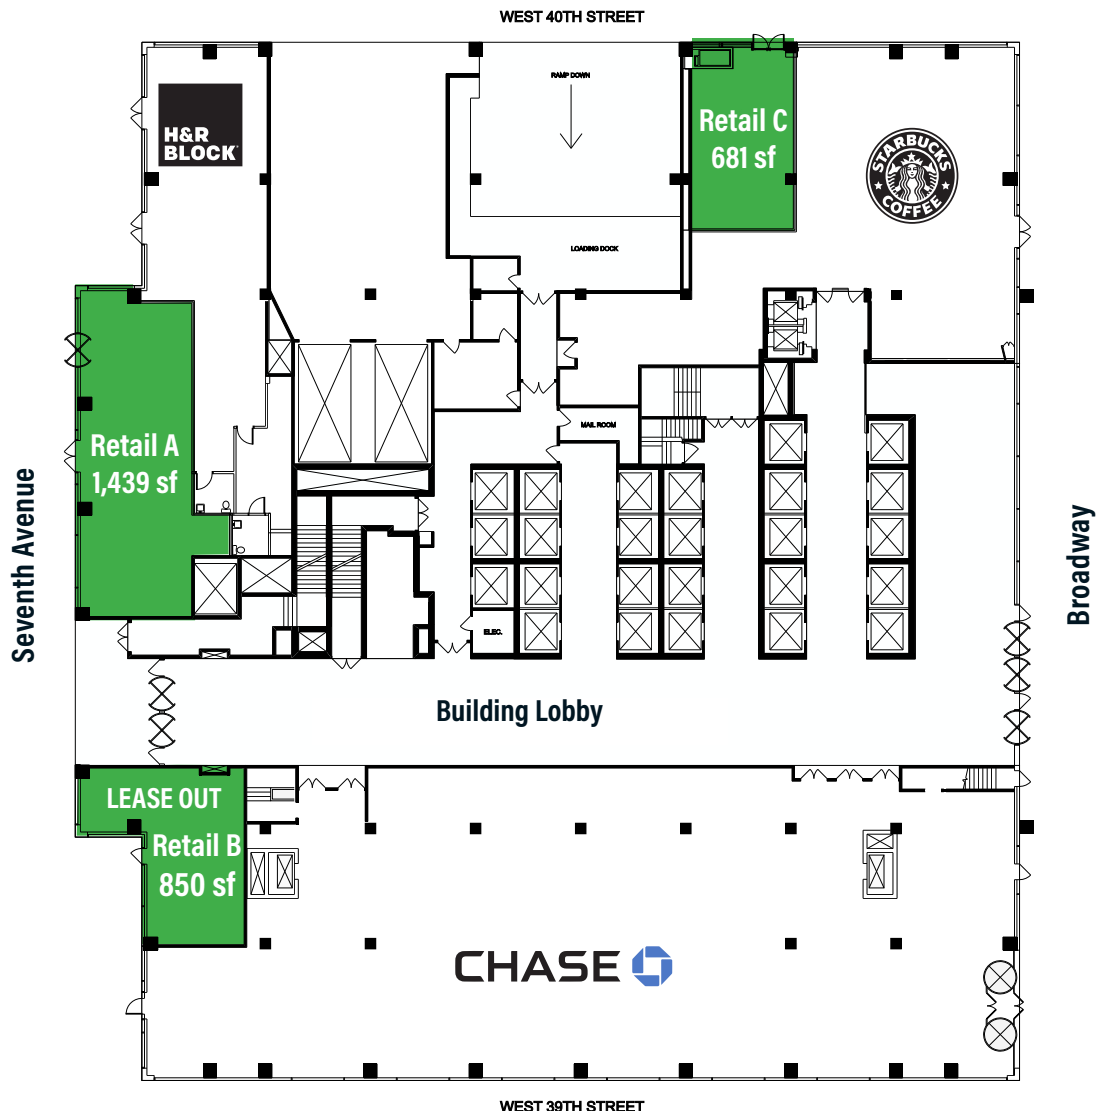 WEST 40TH STREET
H&R
BLOCK
RAMP DOWN
Retail C
681 sf
STARBUCKS
COFFEE
LOADING DOCK
Retail A
1,439 sf
MAIL ROOM
Seventh Avenue
Broadway
ELEC.
Building Lobby
LEASE OUT
Retail B
850 sf
CHASE
WEST 39TH STREET